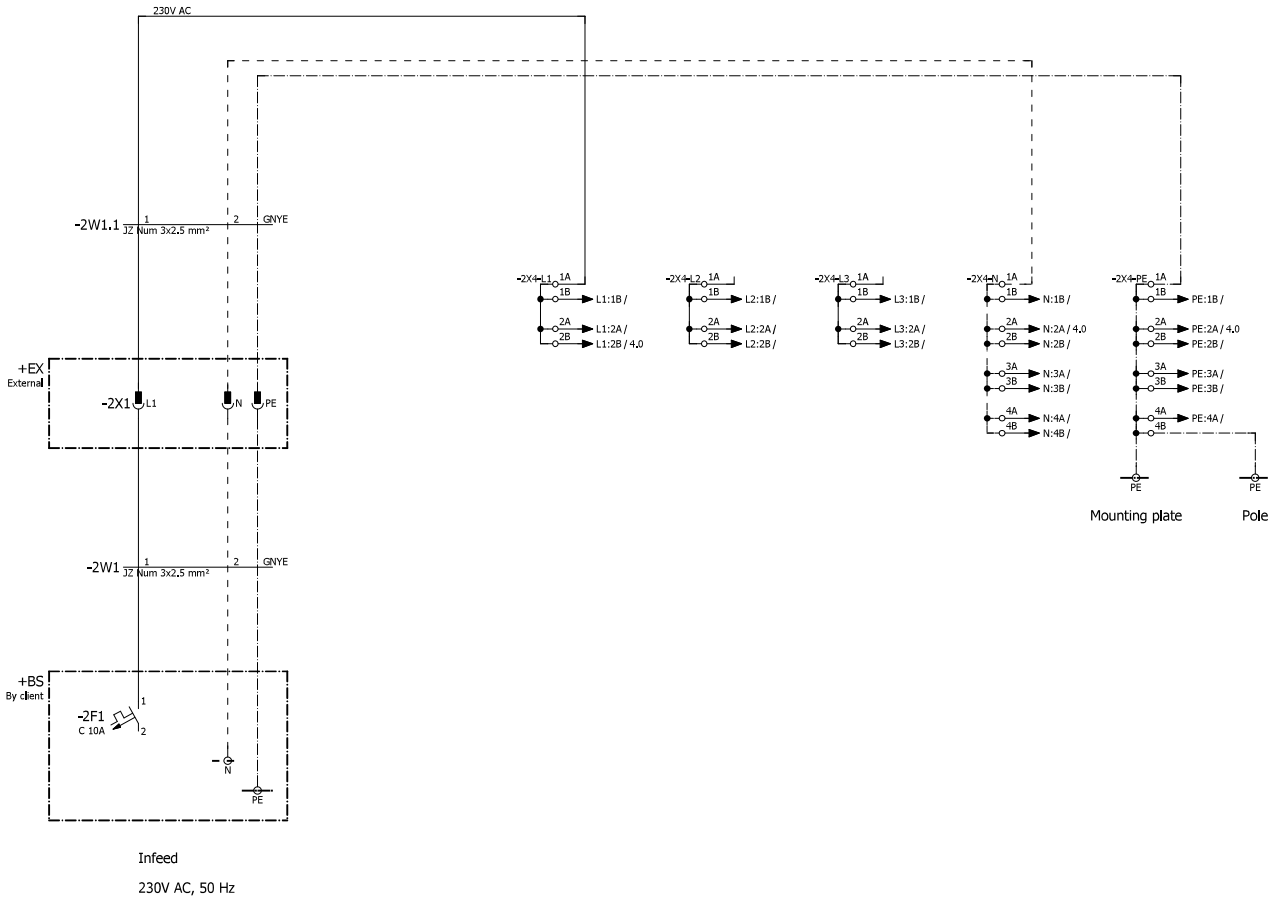 230V AC
-2W1.1
1
2
GNYE
JZ Num 3x2.5 mm²
-2X4-L1
1A
1B
L1:1B /
2A
L1:2A /
2B
L1:2B / 4.0
-2X4-L2
1A
1B
L2:1B /
2A
L2:2A /
2B
L2:2B /
-2X4-L3
1A
1B
L3:1B /
2A
L3:2A /
2B
L3:2B /
-2X4-N
1A
1B
N:1B /
2A
N:2A / 4.0
2B
N:2B /
3A
N:3A /
3B
N:3B /
4A
N:4A /
4B
N:4B /
-2X4-PE
1A
1B
PE:1B /
2A
PE:2A / 4.0
2B
PE:2B /
3A
PE:3A /
3B
PE:3B /
4A
PE:4A /
4B
PE
PE
Mounting plate
Pole
+EX
External
-2X1
L1
N
PE
-2W1
1
2
GNYE
JZ Num 3x2.5 mm²
+BS
By client
-2F1
C 10A
1
2
N
PE
Infeed
230V AC, 50 Hz